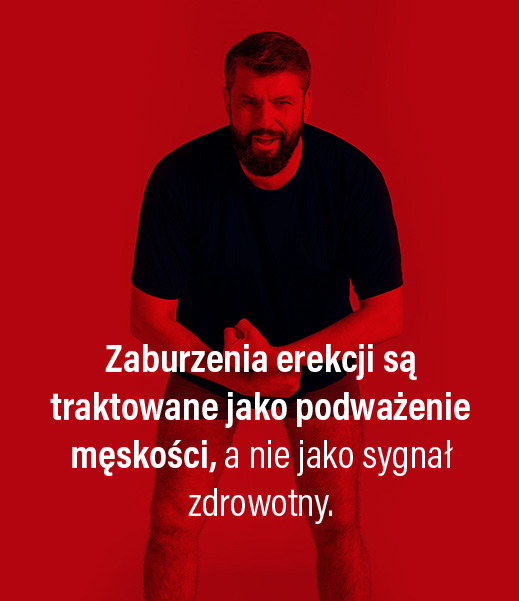 Zaburzenia erekcji są
traktowane jako podważenie
męskości, a nie jako sygnał
zdrowotny.